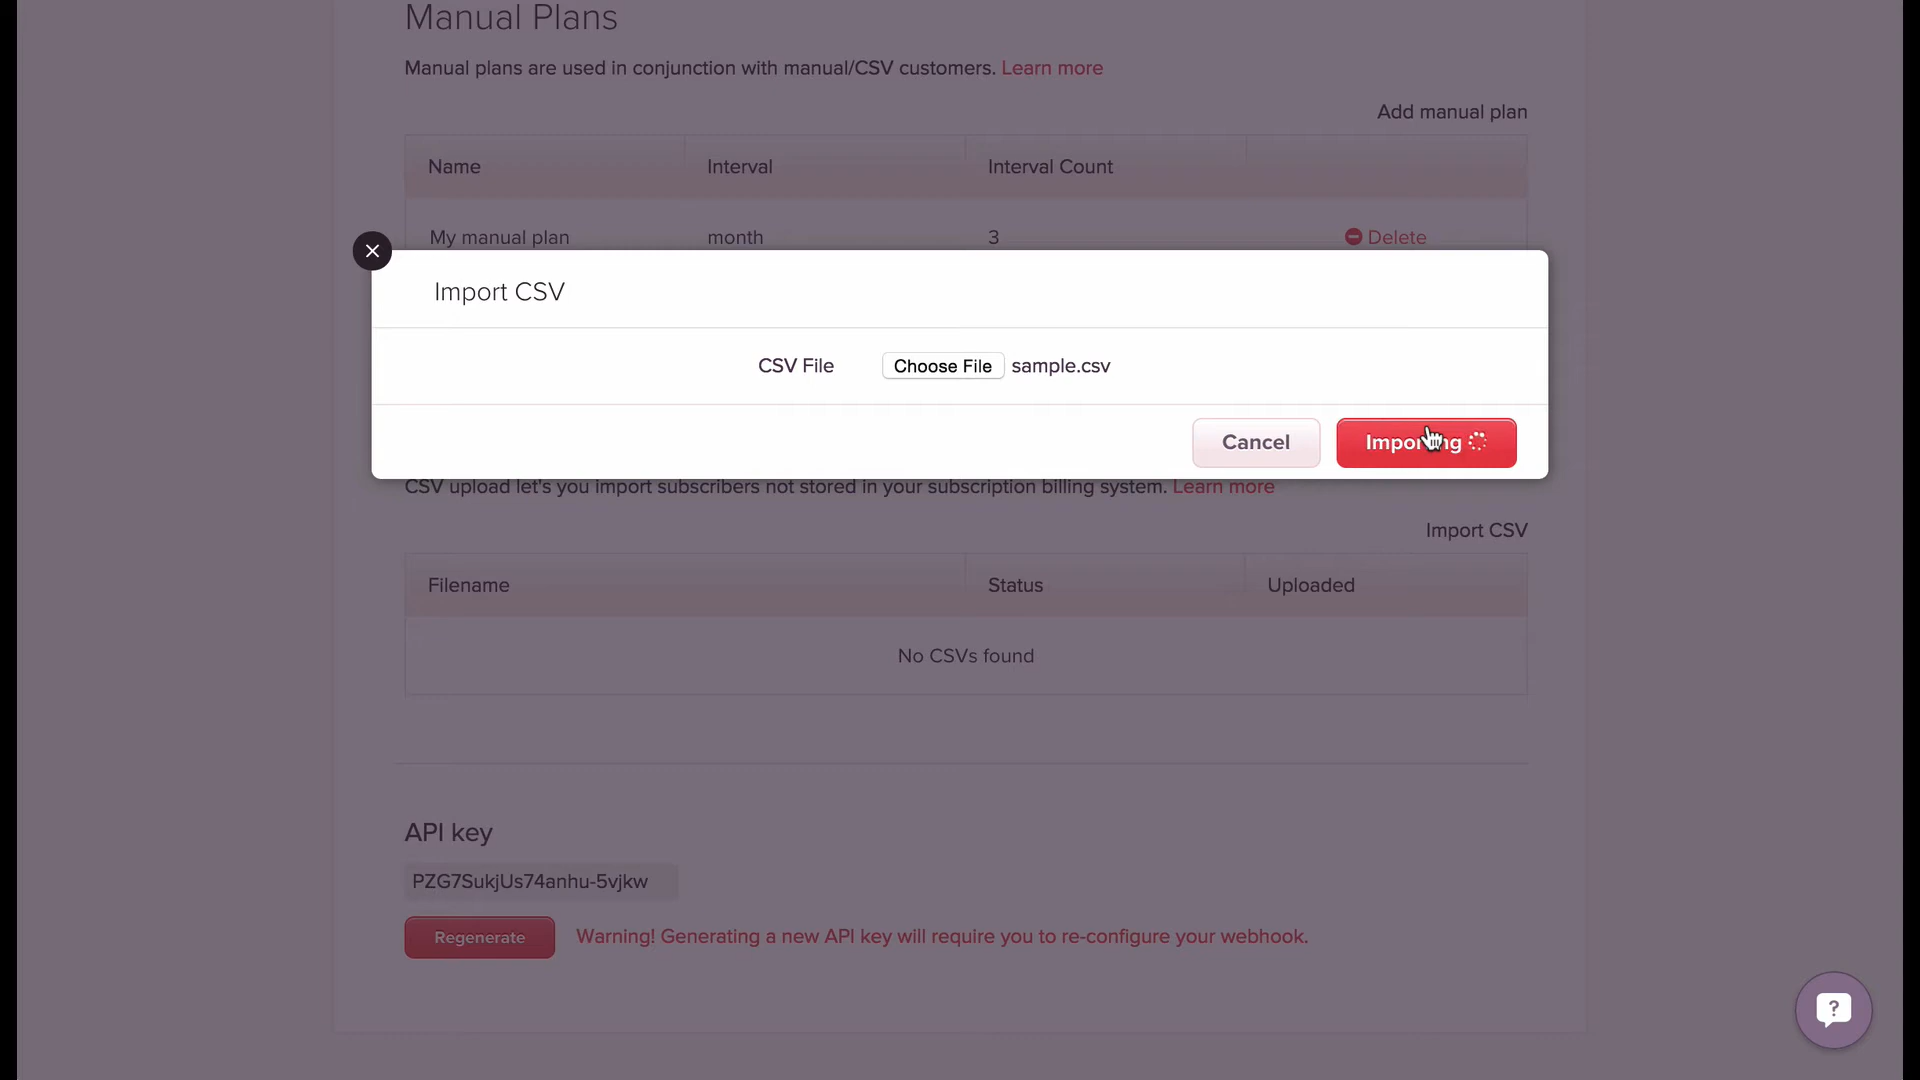 Manual Plans
Manual plans are used in conjunction with manual/CSV customers. Learn more
Add manual plan
Name Interval Interval Count
My manual plan month 3 Delete
Import CSV
CSV File Choose File sample.csv
Cancel Importing
CSV upload let's you import subscribers not stored in your subscription billing system. Learn more
Import CSV
Filename Status Uploaded
No CSVs found
API key
PZG7SukjUs74anhu-5vjkw
Regenerate Warning! Generating a new API key will require you to re-configure your webhook.